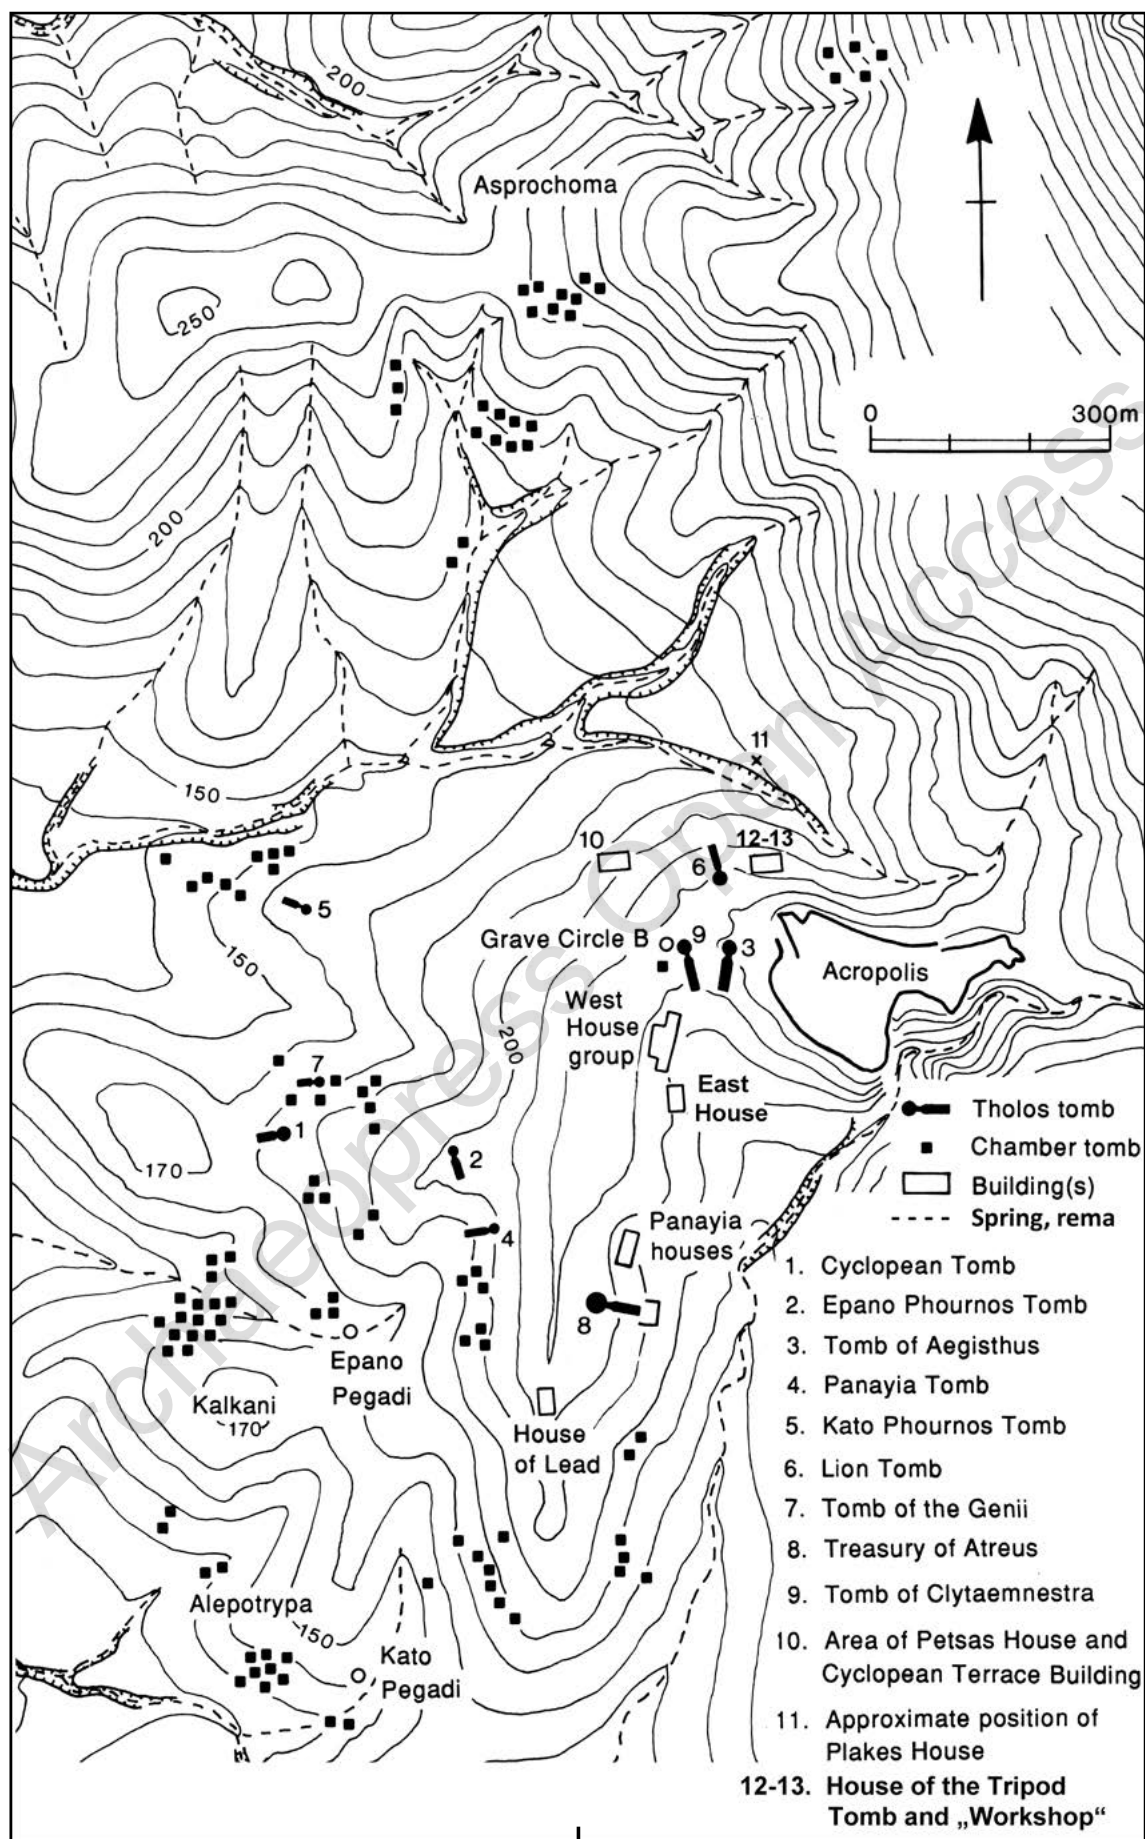 200
Asprochoma
250
0 300m
200
11
150
10
12-13
6
5
150
Grave Circle B
9
3
Acropolis
West
House
group
200
7
East
House
1
170
2
4
Panayia
houses
8
Epano
Pegadi
Kalkani
170
House
of Lead
Alepotrypa
150
Kato
Pegadi
Tholos tomb
Chamber tomb
Building(s)
Spring, rema
1. Cyclopean Tomb
2. Epano Phournos Tomb
3. Tomb of Aegisthus
4. Panayia Tomb
5. Kato Phournos Tomb
6. Lion Tomb
7. Tomb of the Genii
8. Treasury of Atreus
9. Tomb of Clytaemnestra
10. Area of Petsas House and
Cyclopean Terrace Building
11. Approximate position of
Plakes House
12-13. House of the Tripod
Tomb and „Workshop“
Archaeopress Open Access